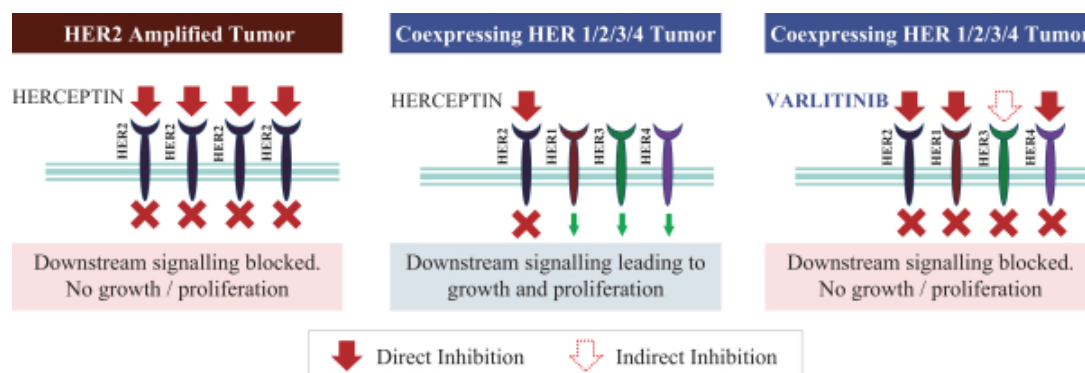 HER2 Amplified Tumor
HERCEPTIN
HER2
HER2
HER2
HER2
Downstream signalling blocked.
No growth / proliferation
Coexpressing HER 1/2/3/4 Tumor
HERCEPTIN
HER2
HER1
HER3
HER4
Downstream signalling leading to
growth and proliferation
Coexpressing HER 1/2/3/4 Tumor
VARLITINIB
HER2
HER1
HER3
HER4
Downstream signalling blocked.
No growth / proliferation
Direct Inhibition
Indirect Inhibition